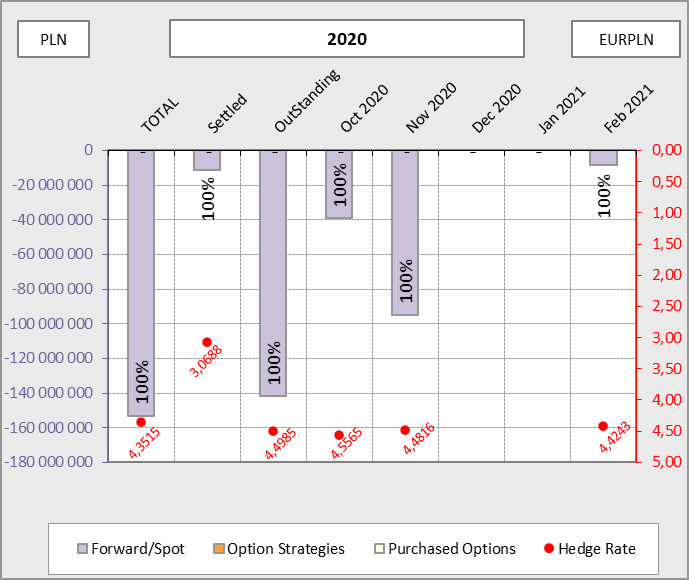 PLN
2020
EURPLN
TOTAL
Settled
OutStanding
Oct 2020
Nov 2020
Dec 2020
Jan 2021
Feb 2021
0
-20 000 000
-40 000 000
-60 000 000
-80 000 000
-100 000 000
-120 000 000
-140 000 000
-160 000 000
-180 000 000
0,00
0,50
1,00
1,50
2,00
2,50
3,00
3,50
4,00
4,50
5,00
100%
100%
100%
100%
100%
100%
4,3515
3,0688
4,4985
4,5565
4,4816
4,4243
Forward/Spot
Option Strategies
Purchased Options
Hedge Rate